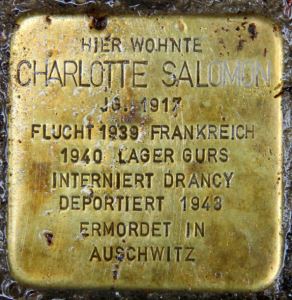 HIER WOHNTE
CHARLOTTE SALOMON
JG. 1917
FLUCHT 1939 FRANKREICH
1940 LAGER GURS
INTERNIERT DRANCY
DEPORTIERT 1943
ERMORDET IN
AUSCHWITZ